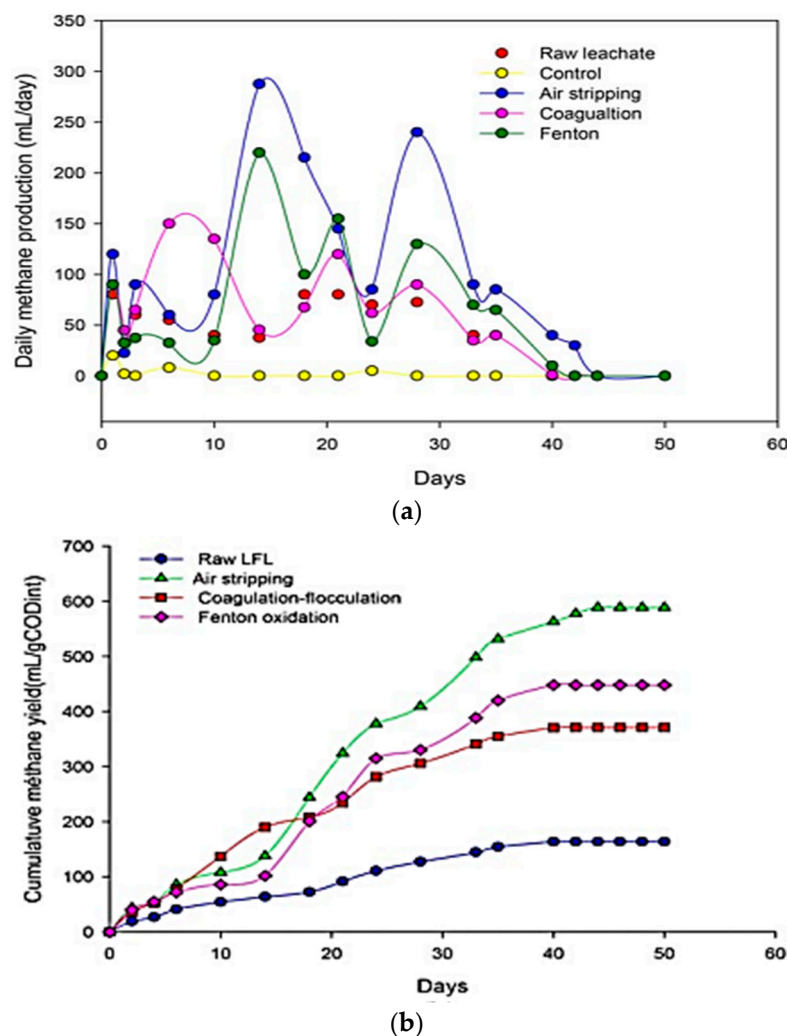 350
300
250
200
150
100
50
0
Daily methane production (mL/day)
Raw leachate
Control
Air stripping
Coagualtion
Fenton
0 10 20 30 40 50 60
Days
(a)
700
600
500
400
300
200
100
0
Cumulatuve méthane yield(mL/gCODint)
Raw LFL
Air stripping
Coagulation-flocculation
Fenton oxidation
0 10 20 30 40 50 60
Days
(b)